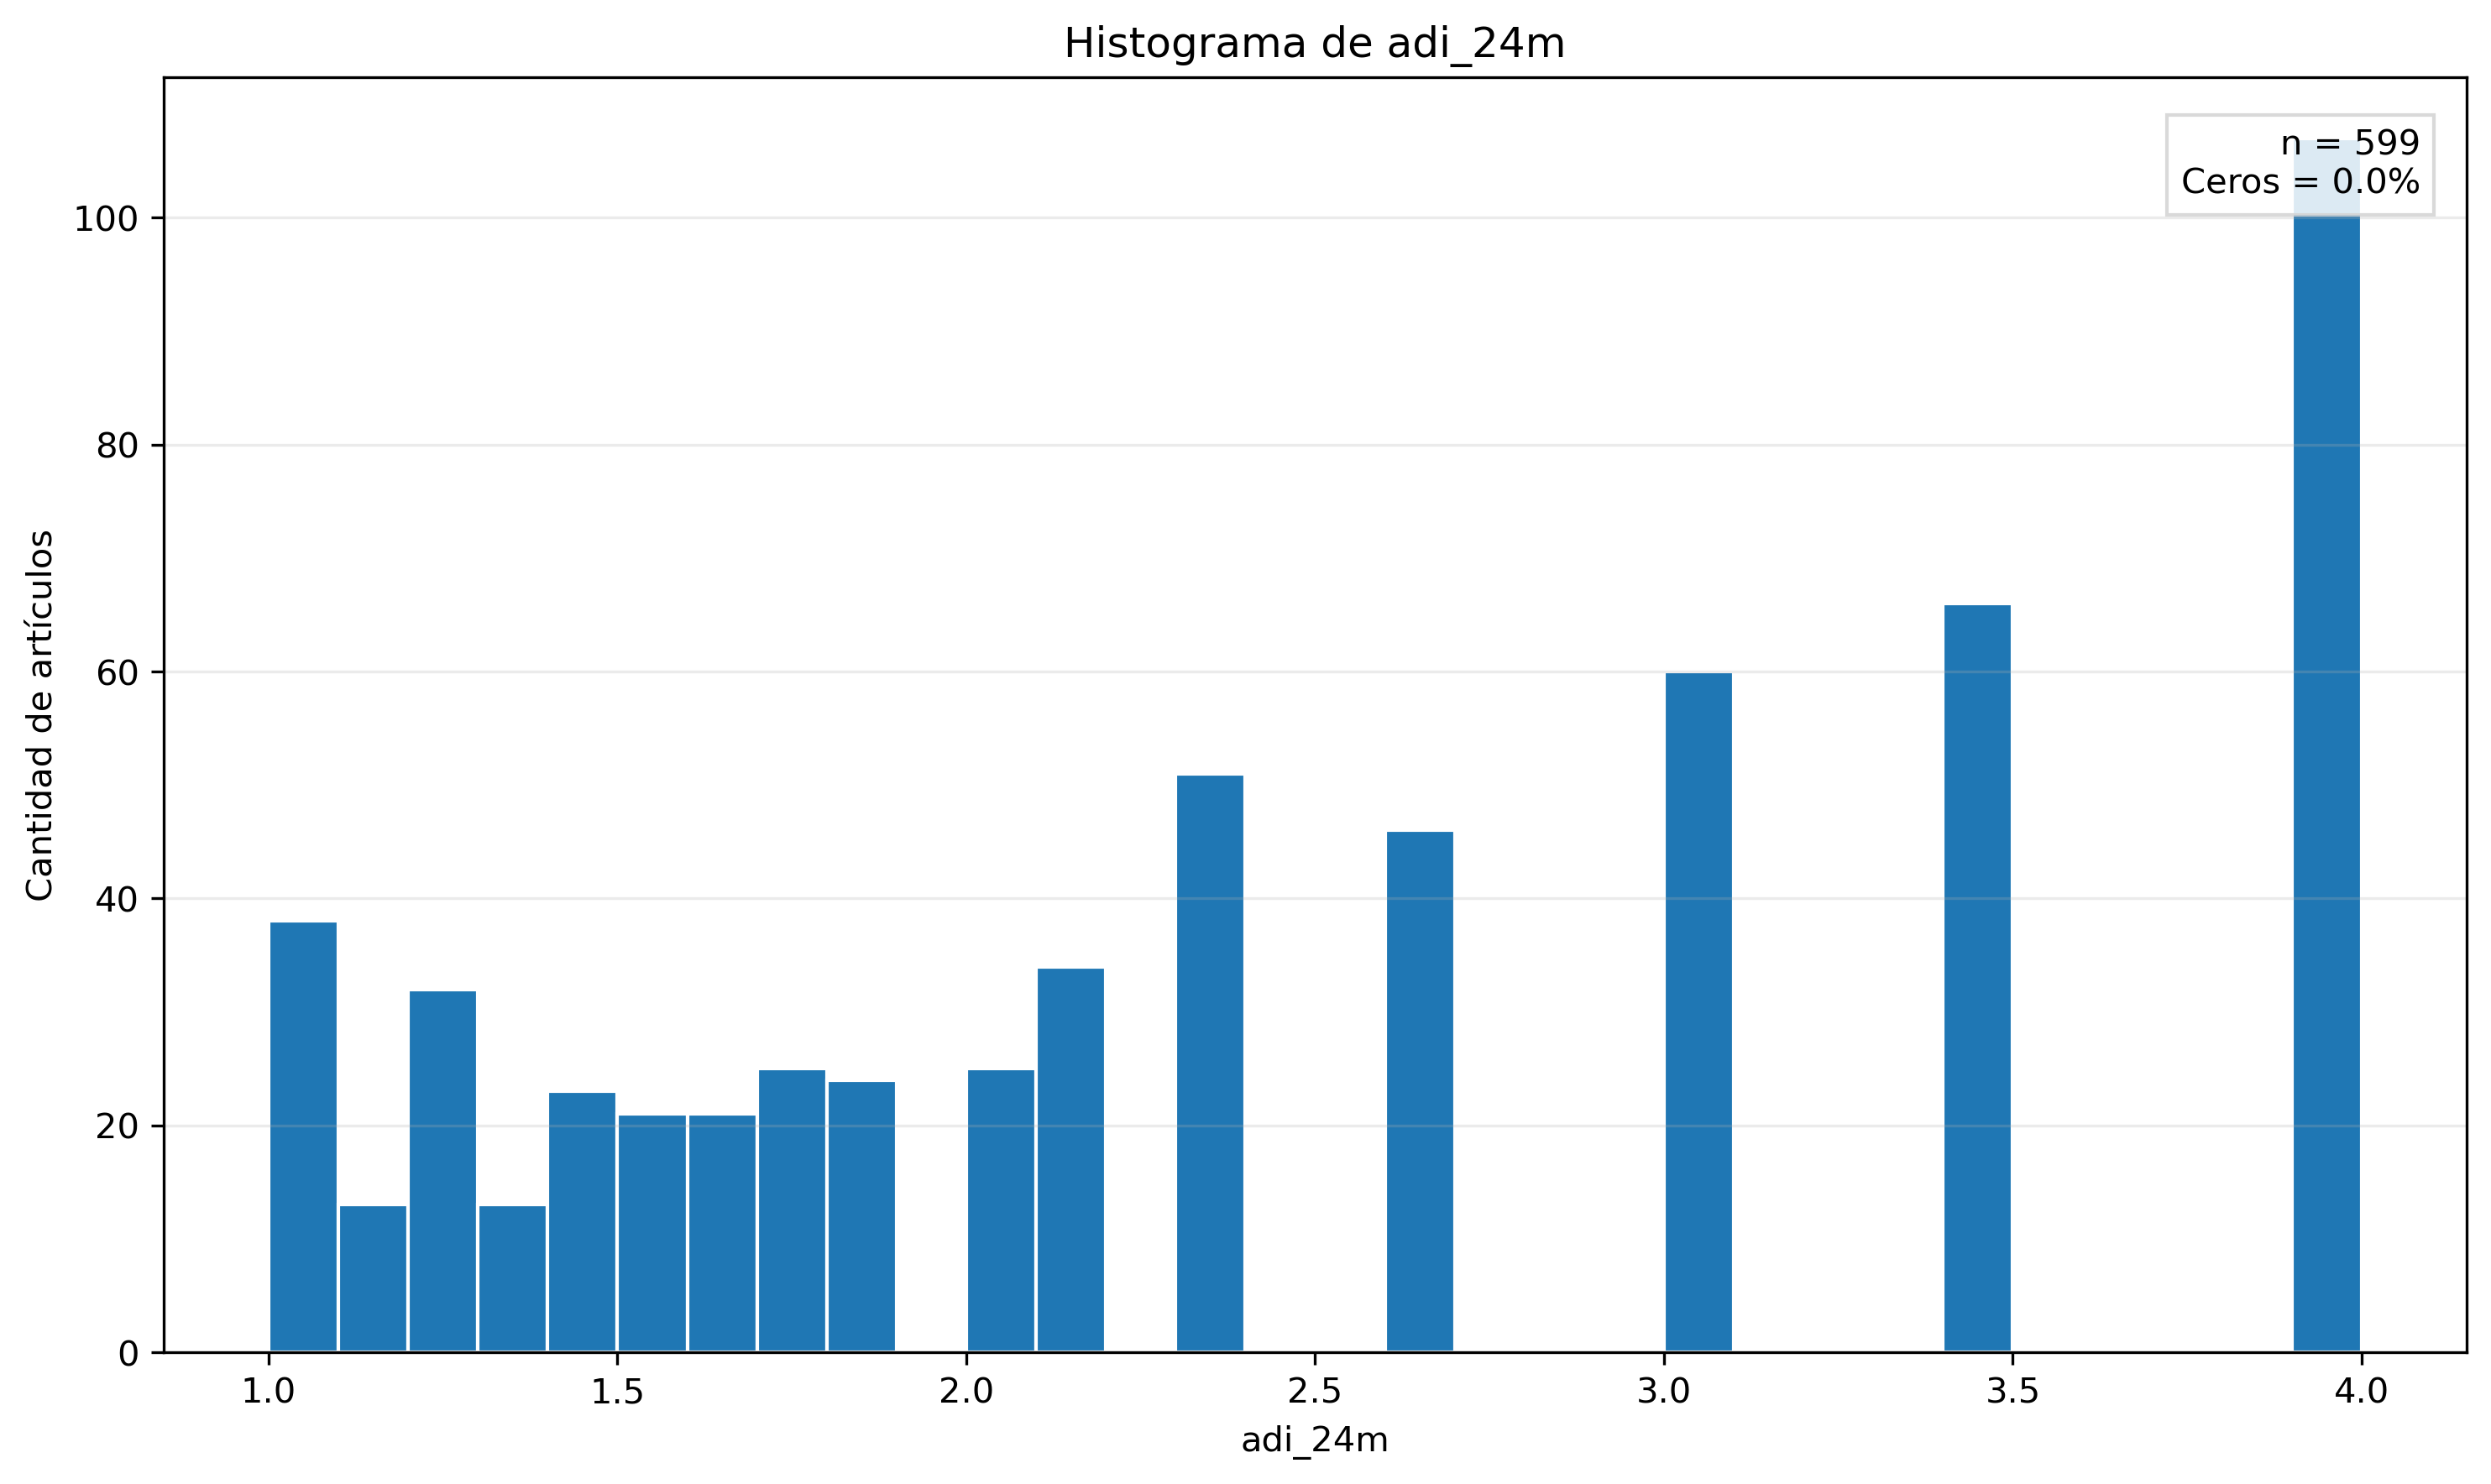 Histograma de adi_24m
n = 599
Ceros = 0.0%
Cantidad de artículos
100
80
60
40
20
0
1.0 1.5 2.0 2.5 3.0 3.5 4.0
adi_24m